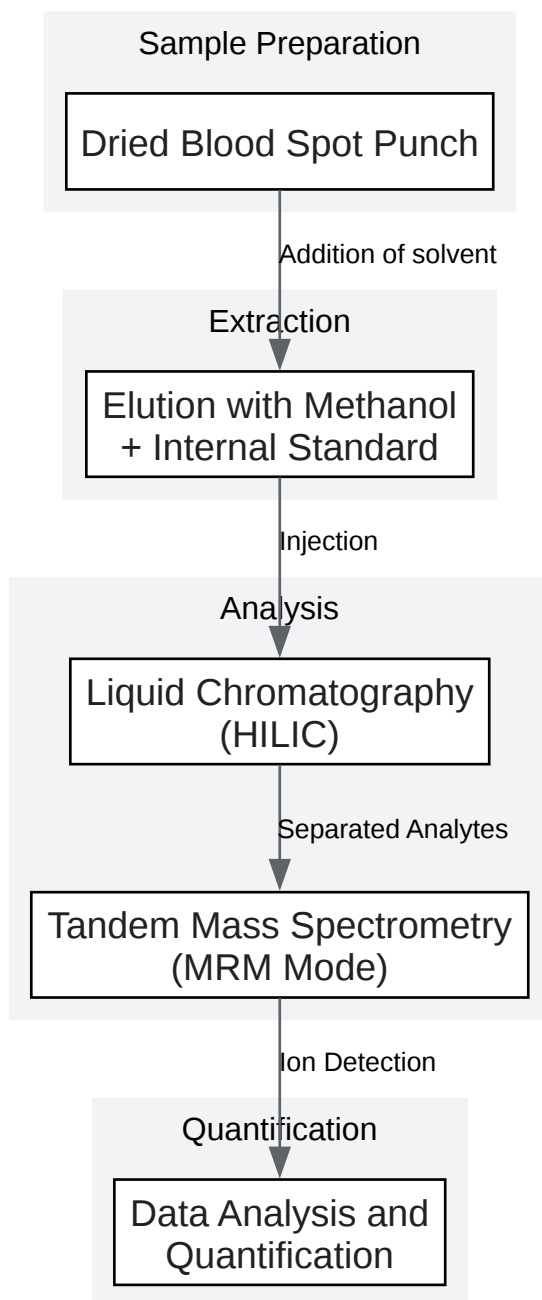 Sample Preparation
Dried Blood Spot Punch
Addition of solvent
Extraction
Elution with Methanol
+ Internal Standard
Injection
Analysis
Liquid Chromatography
(HILIC)
Separated Analytes
Tandem Mass Spectrometry
(MRM Mode)
Ion Detection
Quantification
Data Analysis and
Quantification